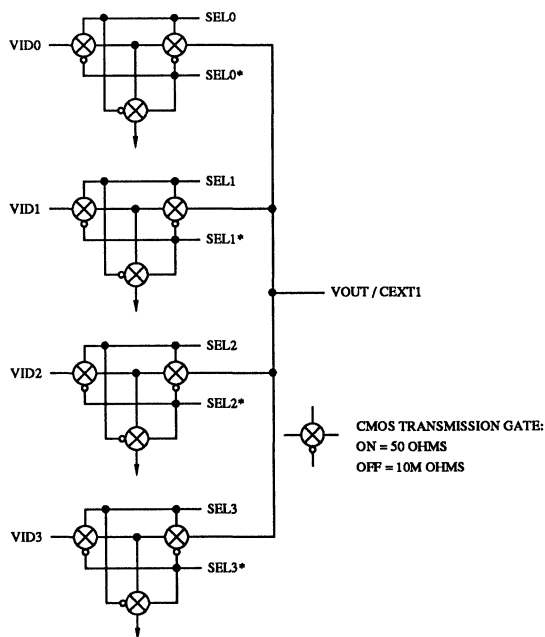 SEL0
VID0
SEL0*
SEL1
VID1
SEL1*
VOUT / CEXT1
SEL2
VID2
SEL2*
CMOS TRANSMISSION GATE:
ON = 50 OHMS
OFF = 10M OHMS
SEL3
VID3
SEL3*